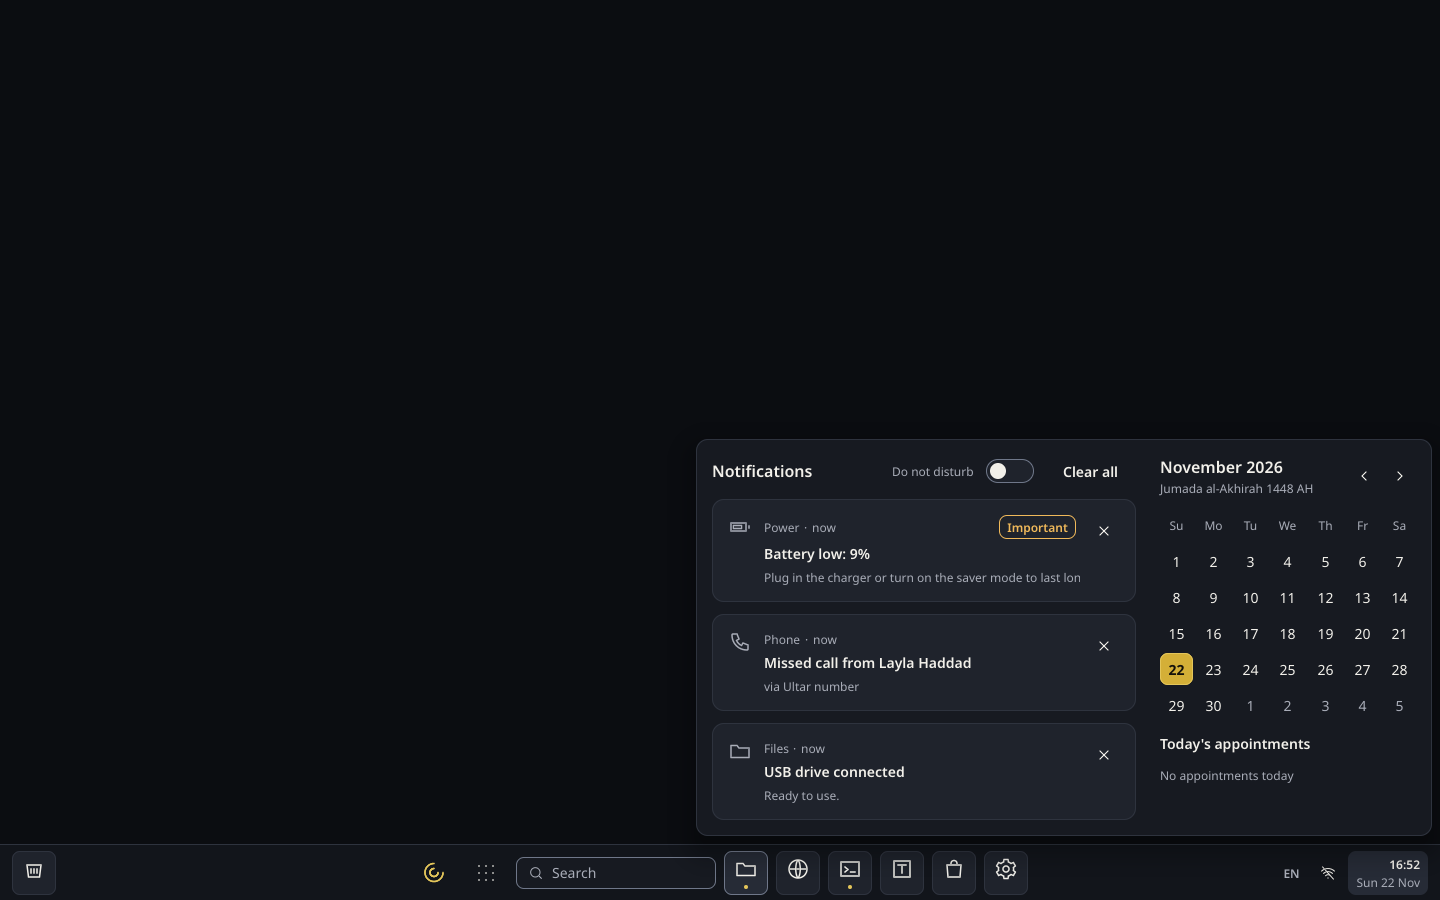 Notifications
Do not disturb
Clear all
Power · now
Important
Battery low: 9%
Plug in the charger or turn on the saver mode to last lon
Phone · now
Missed call from Layla Haddad
via Ultar number
Files · now
USB drive connected
Ready to use.
November 2026
Jumada al-Akhirah 1448 AH
Su Mo Tu We Th Fr Sa
1 2 3 4 5 6 7
8 9 10 11 12 13 14
15 16 17 18 19 20 21
22 23 24 25 26 27 28
29 30 1 2 3 4 5
Today's appointments
No appointments today
Search
EN
16:52
Sun 22 Nov